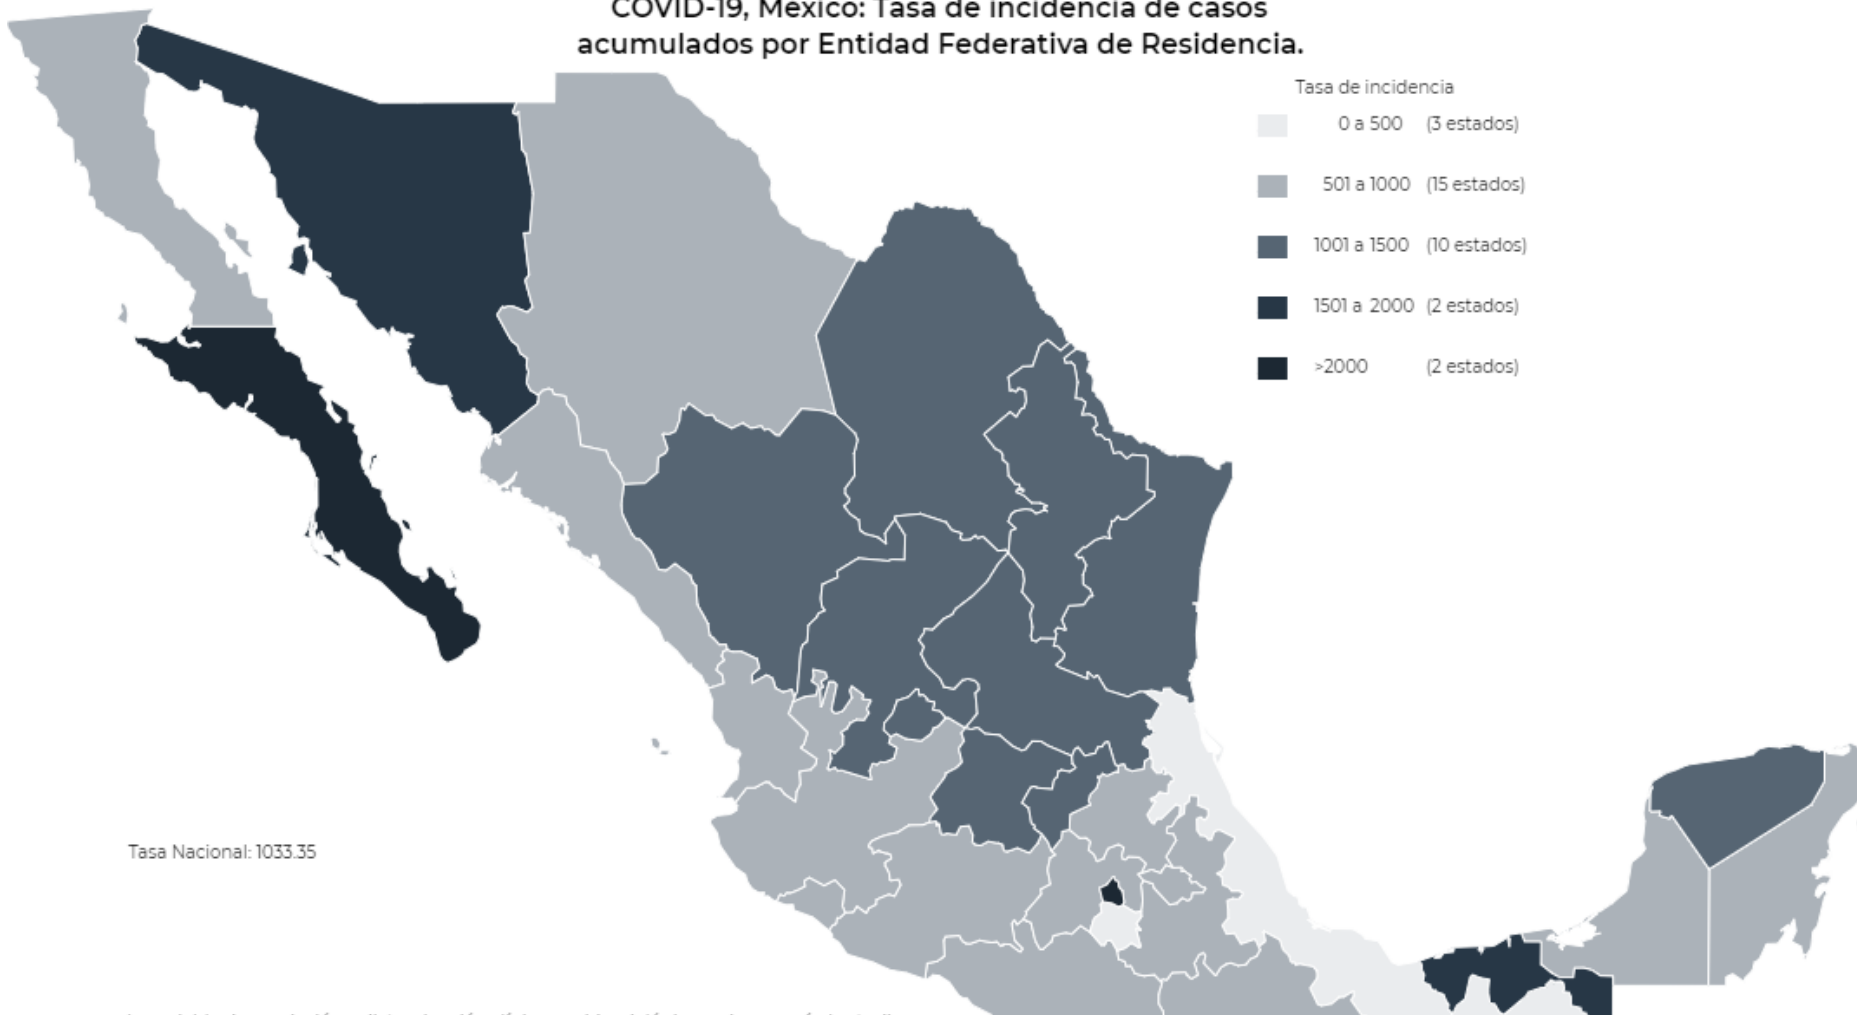 COVID-19, México: Tasa de incidencia de casos
acumulados por Entidad Federativa de Residencia.
Tasa de incidencia
0 a 500 (3 estados)
501 a 1000 (15 estados)
1001 a 1500 (10 estados)
1501 a 2000 (2 estados)
>2000 (2 estados)
Tasa Nacional: 1033.35